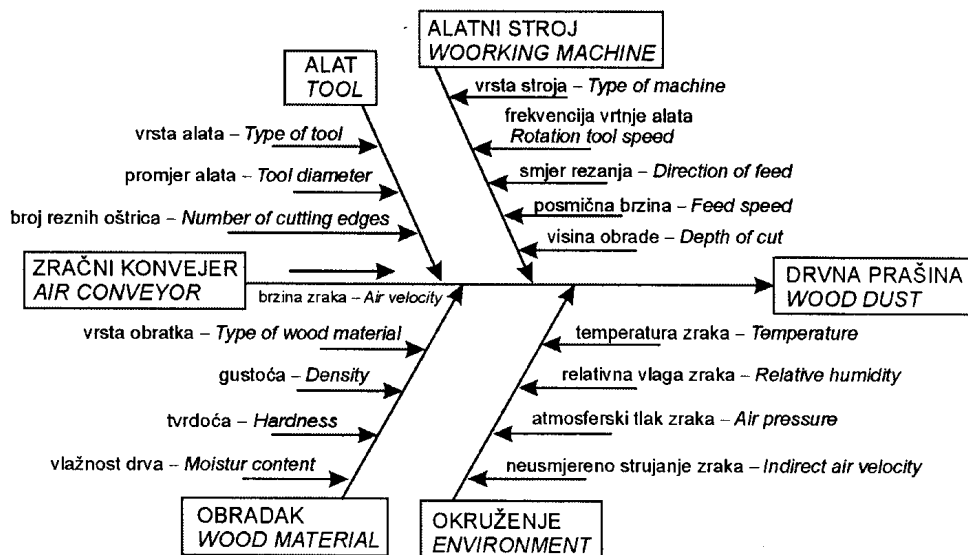 ALATNI STROJ
WOORKING MACHINE
ALAT
TOOL
vrsta stroja – Type of machine
frekvencija vrtnje alata
Rotation tool speed
vrsta alata – Type of tool
smjer rezanja – Direction of feed
promjer alata – Tool diameter
posmična brzina – Feed speed
broj reznih oštrica – Number of cutting edges
visina obrade – Depth of cut
ZRAČNI KONVEJER
AIR CONVEYOR
brzina zraka – Air velocity
DRVNA PRAŠINA
WOOD DUST
vrsta obratka – Type of wood material
temperatura zraka – Temperature
gustoća – Density
relativna vlaga zraka – Relative humidity
tvrdoća – Hardness
atmosferski tlak zraka – Air pressure
vlažnost drva – Moistur content
neusmjereno strujanje zraka – Indirect air velocity
OBRADAK
WOOD MATERIAL
OKRUŽENJE
ENVIRONMENT